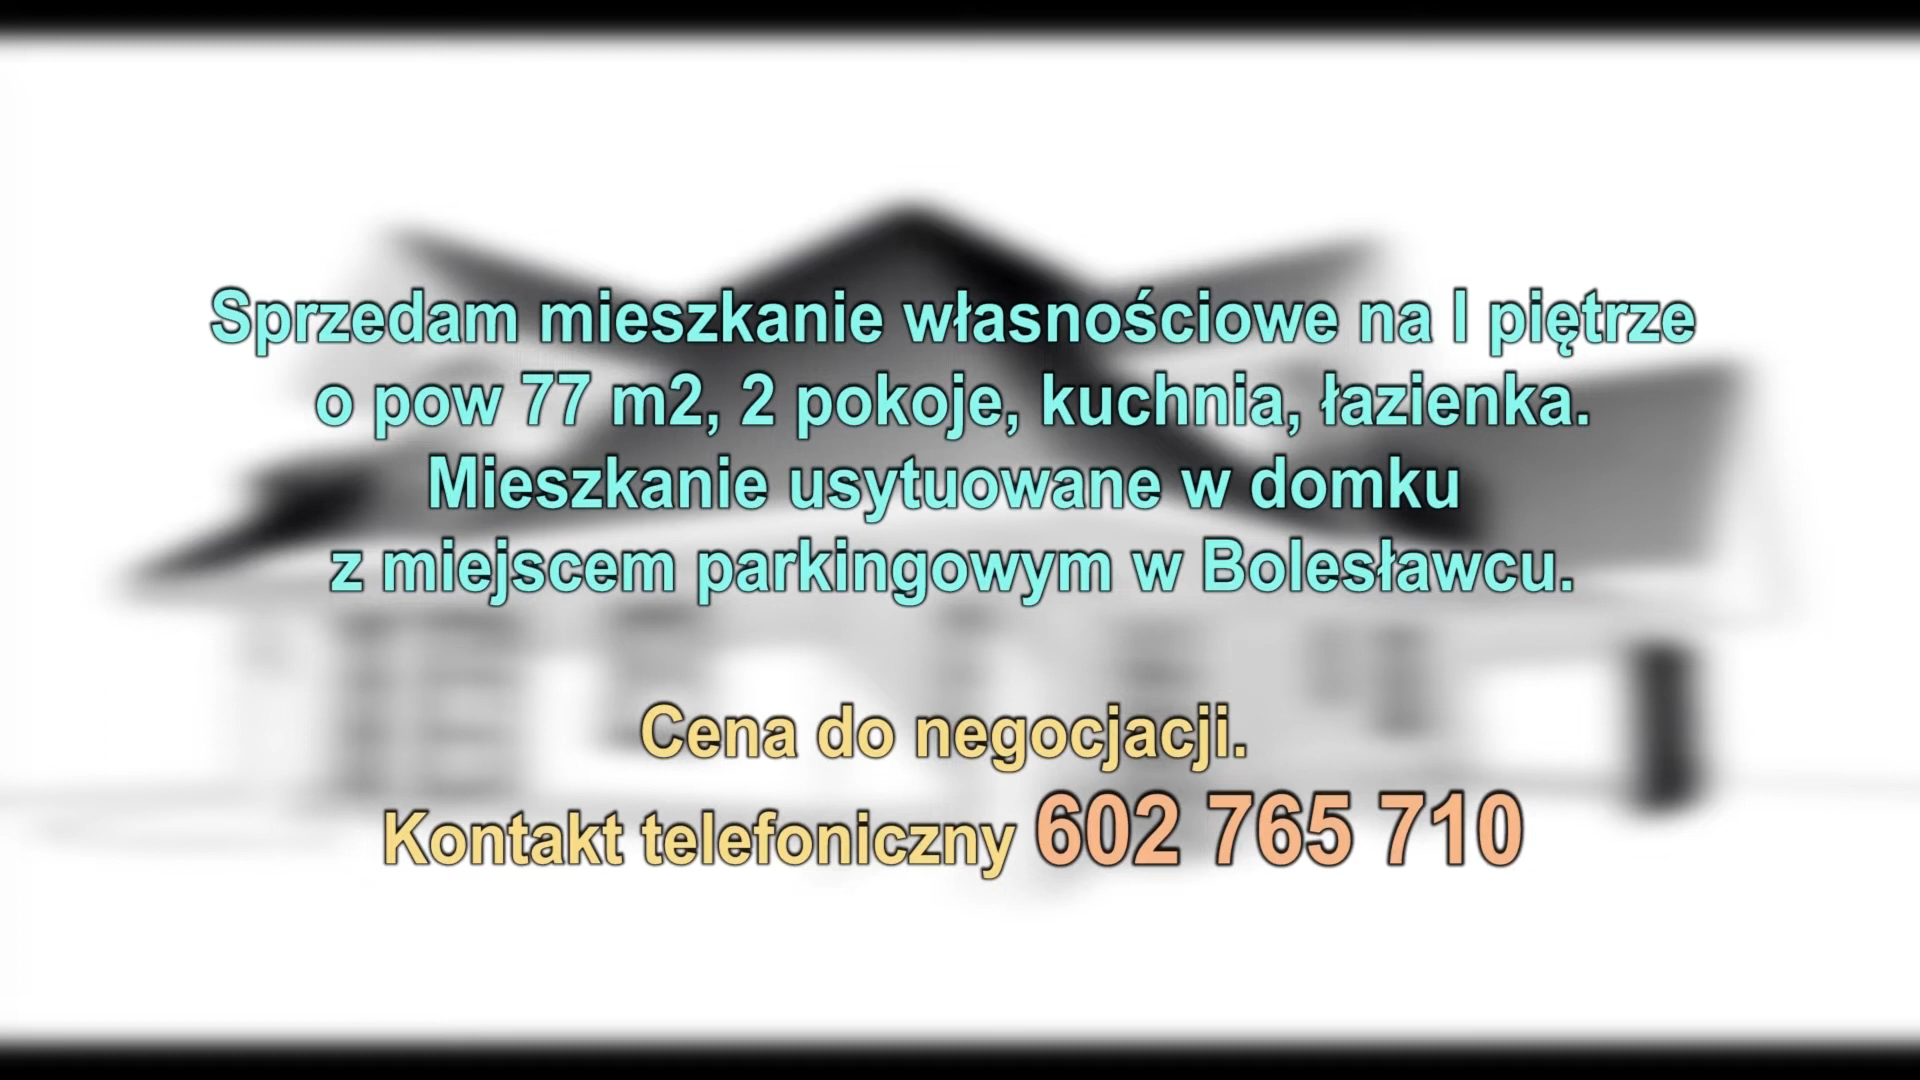 Sprzedam mieszkanie własnościowe na I piętrze
o pow 77 m2, 2 pokoje, kuchnia, łazienka.
Mieszkanie usytuowane w domku
z miejscem parkingowym w Bolesławcu.
Cena do negocjacji.
Kontakt telefoniczny 602 765 710